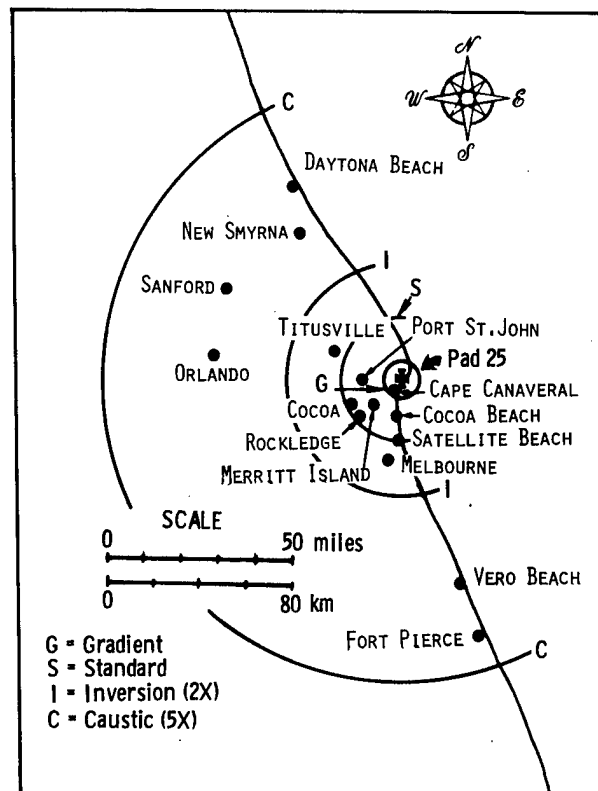 N
W E
S
C
DAYTONA BEACH
NEW SMYRNA
I
SANFORD
S
TITUSVILLE
PORT ST.JOHN
Pad 25
ORLANDO
G
CAPE CANAVERAL
COCOA
COCOA BEACH
ROCKLEDGE
SATELLITE BEACH
MERRITT ISLAND
MELBOURNE
I
SCALE
0 50 miles
0 80 km
VERO BEACH
FORT PIERCE
C
G = Gradient
S = Standard
I = Inversion (2X)
C = Caustic (5X)